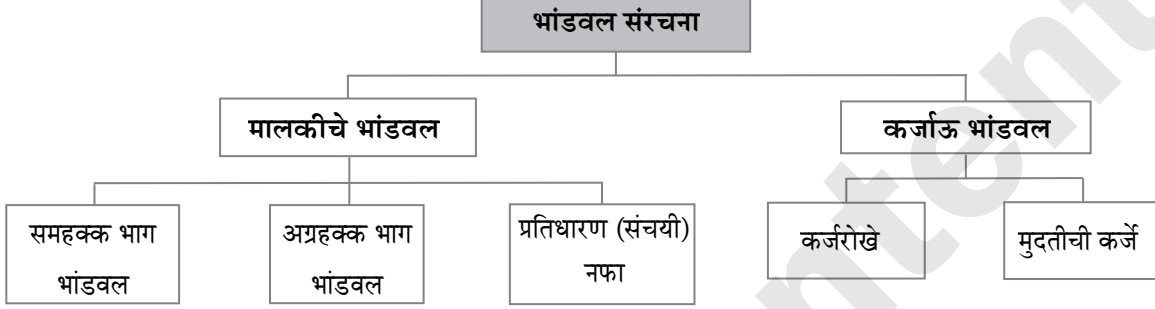 भांडवल संरचना
मालकीचे भांडवल
कर्जाऊ भांडवल
समहक्क भाग
भांडवल
अग्रहक्क भाग
भांडवल
प्रतिधारण (संचयी)
नफा
कर्जरोखे
मुदतीची कर्जे